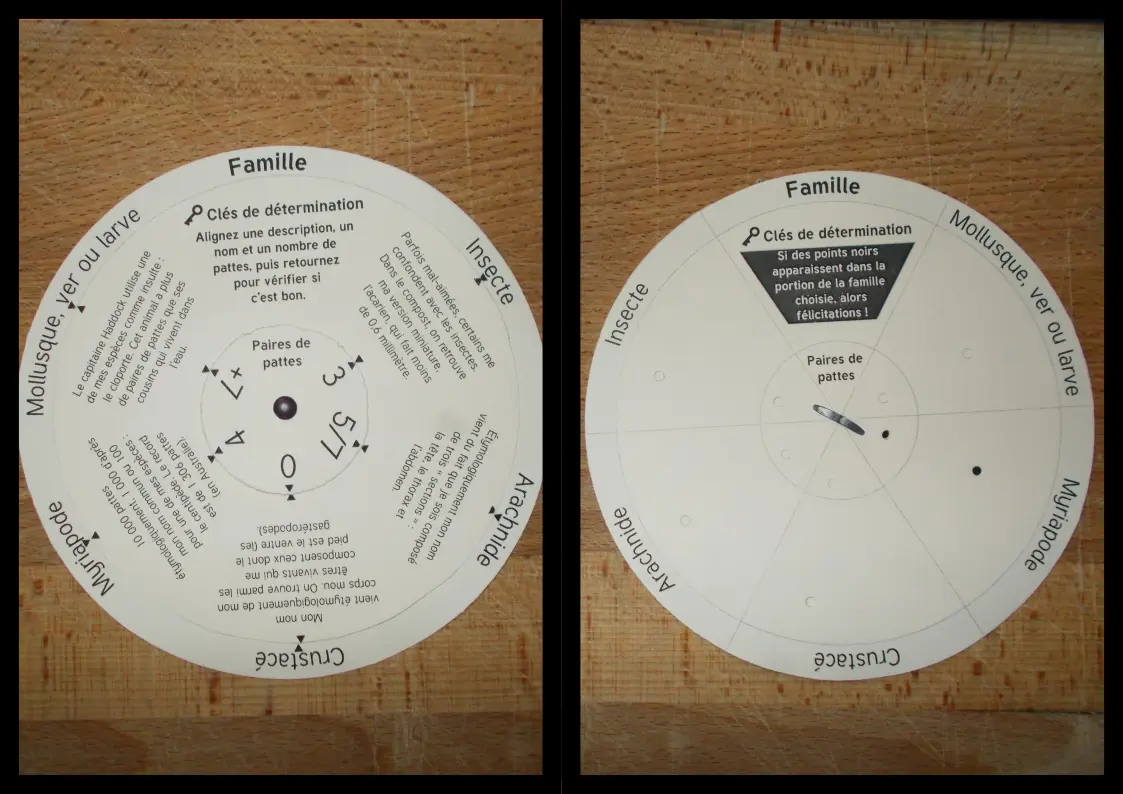 Famille
Clés de détermination
Alignez une description, un
nom et un nombre de
pattes, puis retournez
pour vérifier si
c'est bon.
Insecte
Parfois mal-aimées, certains me
confondent avec les insectes.
Dans le compost, on retrouve
ma version miniature,
l'acarien, qui fait moins
de 0,6 millimètre.
Arachnide
Étymologiquement mon nom
vient du fait que je sois composé
de trois « sections » :
la tête, le thorax et
l'abdomen.
Crustacé
Mon nom
vient étymologiquement de mon
corps mou. On trouve parmi les
êtres vivants qui me
composent ceux dont le
pied est le ventre (les
gastéropodes).
Myriapode
10 000 pattes
étymologiquement, 1 000 d'après
mon nom commun ou 100
pour une de mes espèces :
le centipède. Le record
est de 1 306 pattes
(en Australie).
Mollusque, ver ou larve
Le capitaine Haddock utilise une
de mes espèces comme insulte :
le cloporte. Cet animal a plus
de paires de pattes que ses
cousins qui vivent dans
l'eau.
Paires de
pattes
3
5/7
0
4
+7
Famille
Clés de détermination
Si des points noirs
apparaissent dans la
portion de la famille
choisie, alors
félicitations !
Paires de
pattes
Mollusque, ver ou larve
Myriapode
Crustacé
Arachnide
Insecte